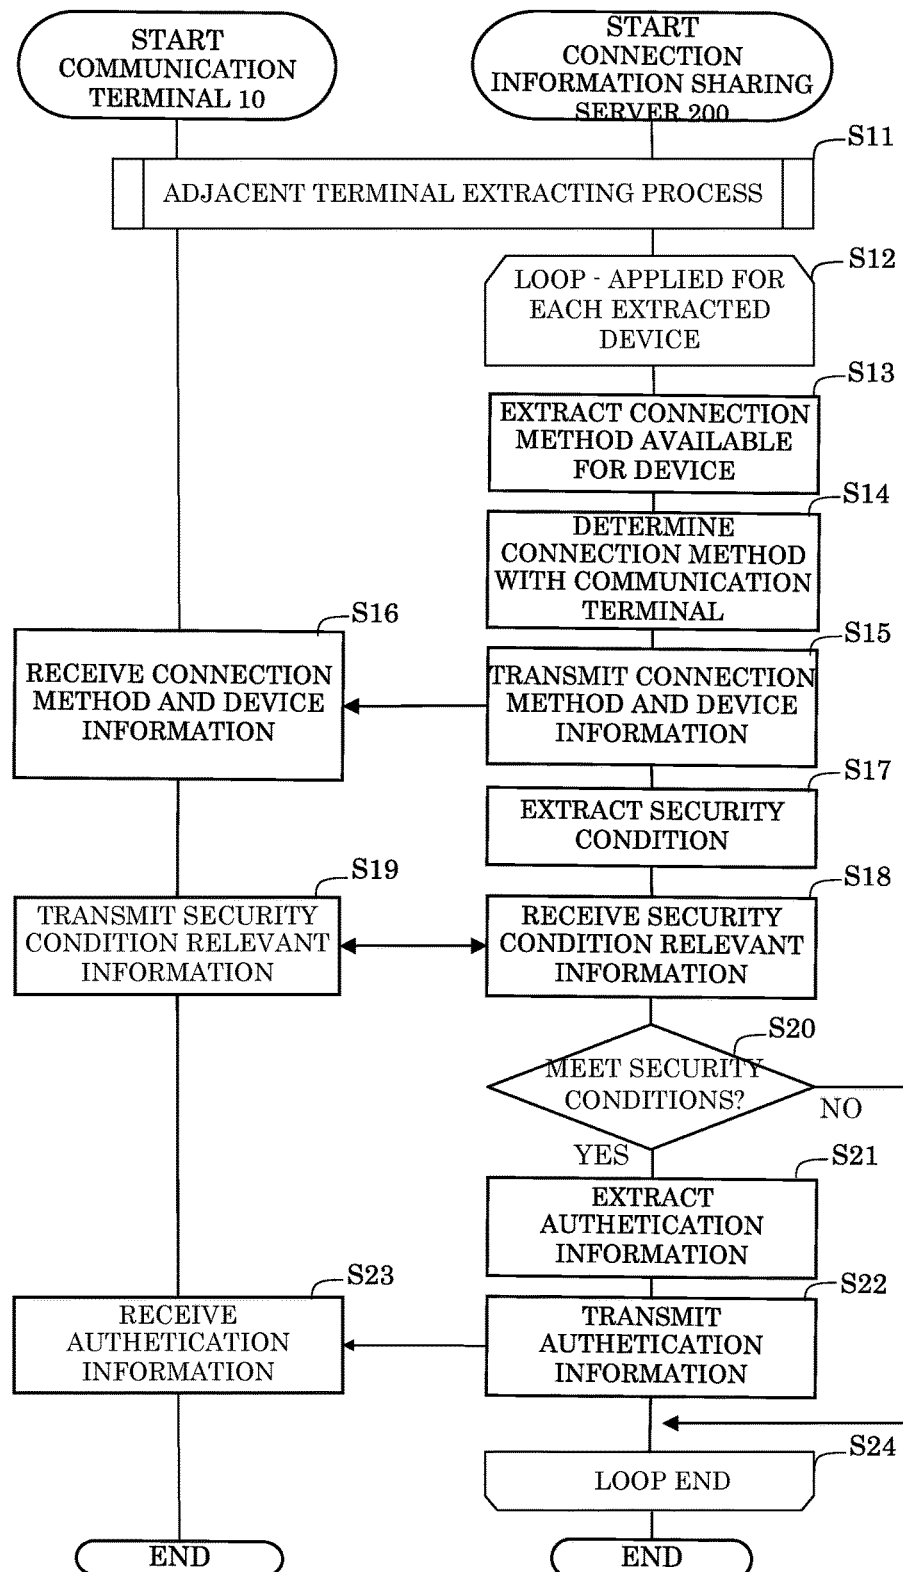 START
COMMUNICATION
TERMINAL 10
START
CONNECTION
INFORMATION SHARING
SERVER 200
S11
ADJACENT TERMINAL EXTRACTING PROCESS
S12
LOOP - APPLIED FOR
EACH EXTRACTED
DEVICE
S13
EXTRACT CONNECTION
METHOD AVAILABLE
FOR DEVICE
S14
DETERMINE
CONNECTION METHOD
WITH COMMUNICATION
TERMINAL
S16
RECEIVE CONNECTION
METHOD AND DEVICE
INFORMATION
S15
TRANSMIT CONNECTION
METHOD AND DEVICE
INFORMATION
S17
EXTRACT SECURITY
CONDITION
S19
TRANSMIT SECURITY
CONDITION RELEVANT
INFORMATION
S18
RECEIVE SECURITY
CONDITION RELEVANT
INFORMATION
S20
MEET SECURITY
CONDITIONS?
NO
YES
S21
EXTRACT
AUTHETICATION
INFORMATION
S23
RECEIVE
AUTHETICATION
INFORMATION
S22
TRANSMIT
AUTHETICATION
INFORMATION
S24
LOOP END
END
END